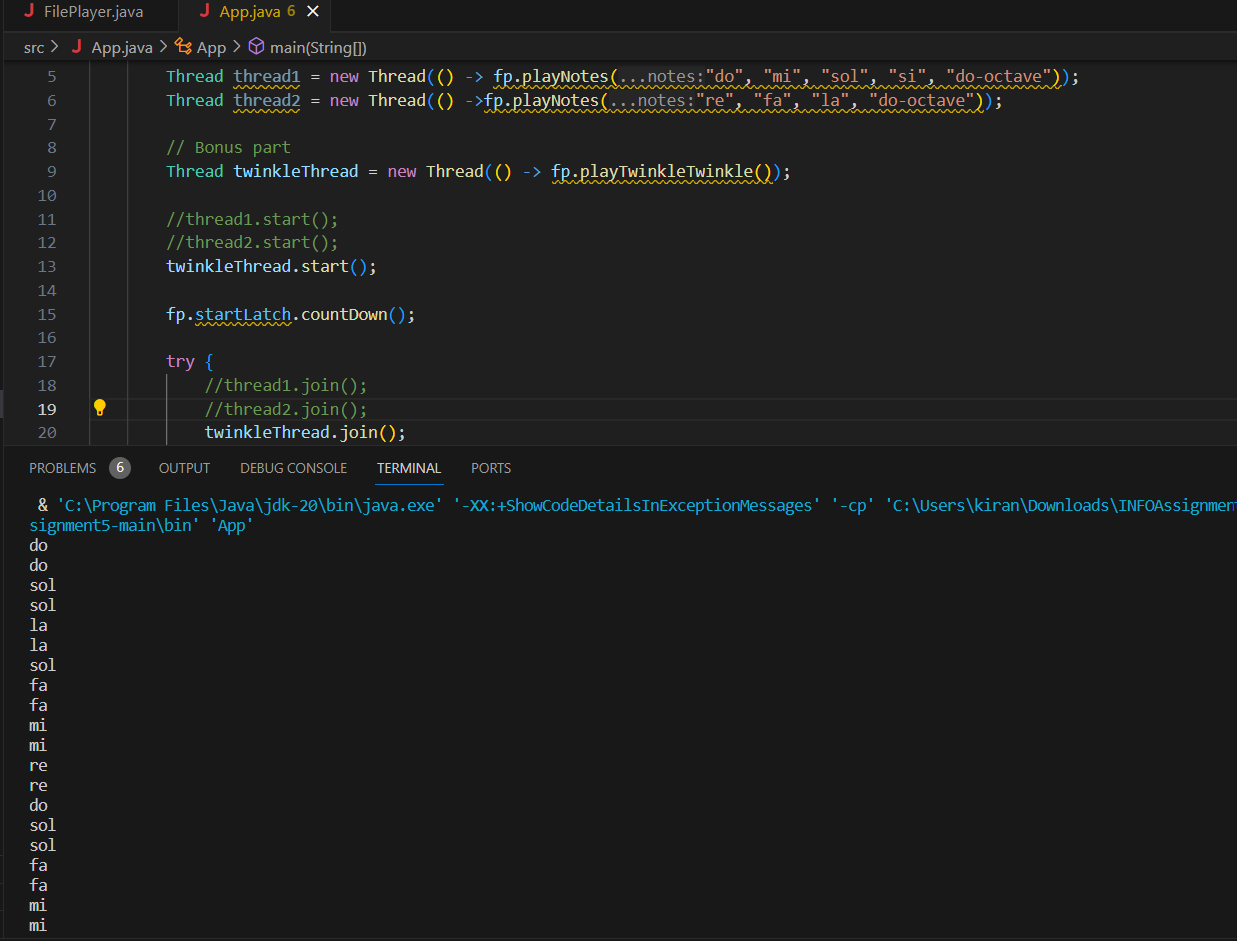 FilePlayer.java App.java 6
src > App.java > App > main(String[])
5 Thread thread1 = new Thread(() -> fp.playNotes(...notes:"do", "mi", "sol", "si", "do-octave"));
6 Thread thread2 = new Thread(() ->fp.playNotes(...notes:"re", "fa", "la", "do-octave"));
7
8 // Bonus part
9 Thread twinkleThread = new Thread(() -> fp.playTwinkleTwinkle());
10
11 //thread1.start();
12 //thread2.start();
13 twinkleThread.start();
14
15 fp.startLatch.countDown();
16
17 try {
18 //thread1.join();
19 //thread2.join();
20 twinkleThread.join();
PROBLEMS 6 OUTPUT DEBUG CONSOLE TERMINAL PORTS
& 'C:\Program Files\Java\jdk-20\bin\java.exe' '-XX:+ShowCodeDetailsInExceptionMessages' '-cp' 'C:\Users\kiran\Downloads\INFOAssignment
signment5-main\bin' 'App'
do
do
sol
sol
la
la
sol
fa
fa
mi
mi
re
re
do
sol
sol
fa
fa
mi
mi